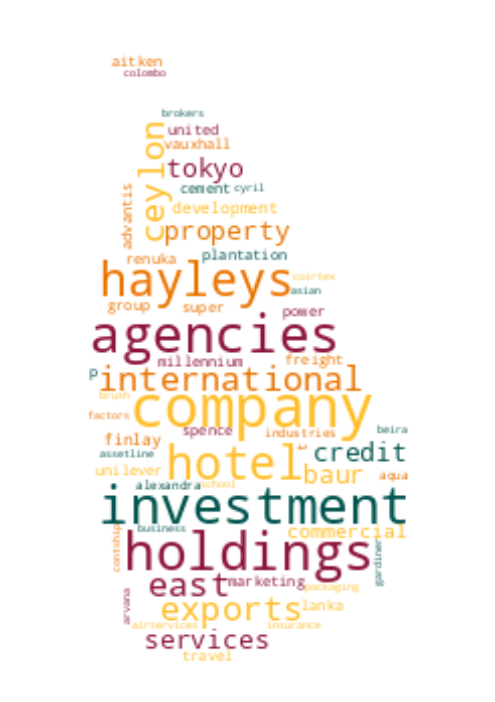 aitken
colombo
brokers
united
vauxhall
ceylon
tokyo
cement cyril
advantis
development
property
plantation
renuka
hayleys
coirtex
asian
group super
power
agencies
millennium freight
p
international
brush
company
factors
spence industries beira
finlay
t
credit
assetline
hotel
unilever
baur aqua
alexandra school
investment
business
commercial
contship
holdings
gardiner
east
marketing packaging
arvana
exports
lanka
airservices insurance
services
travel